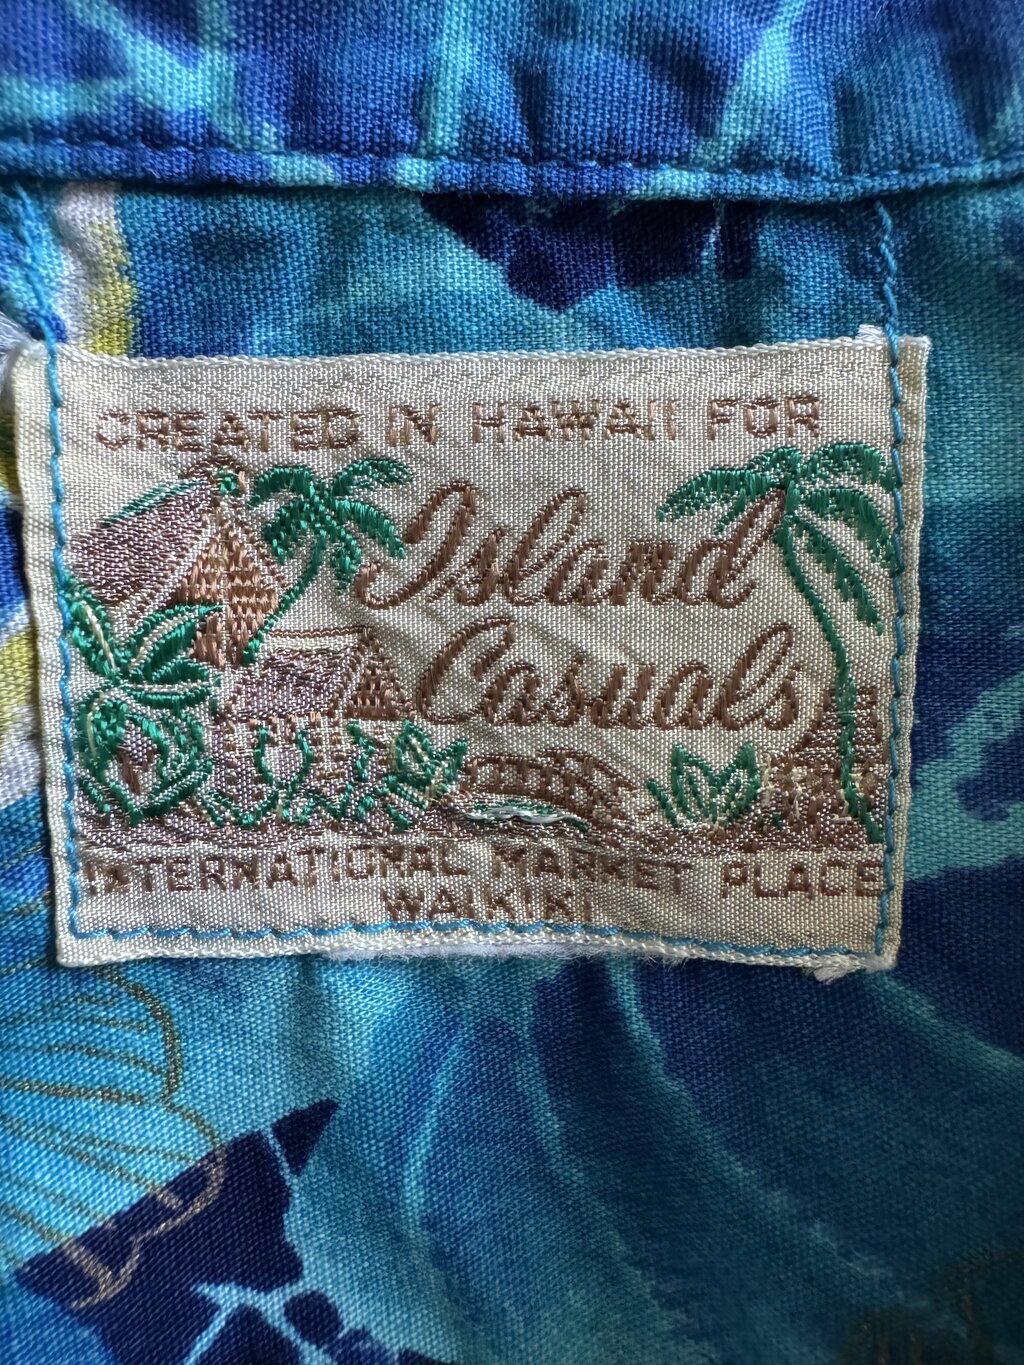 CREATED IN HAWAII FOR
Island
Casuals
INTERNATIONAL MARKET PLACE
WAIKIKI